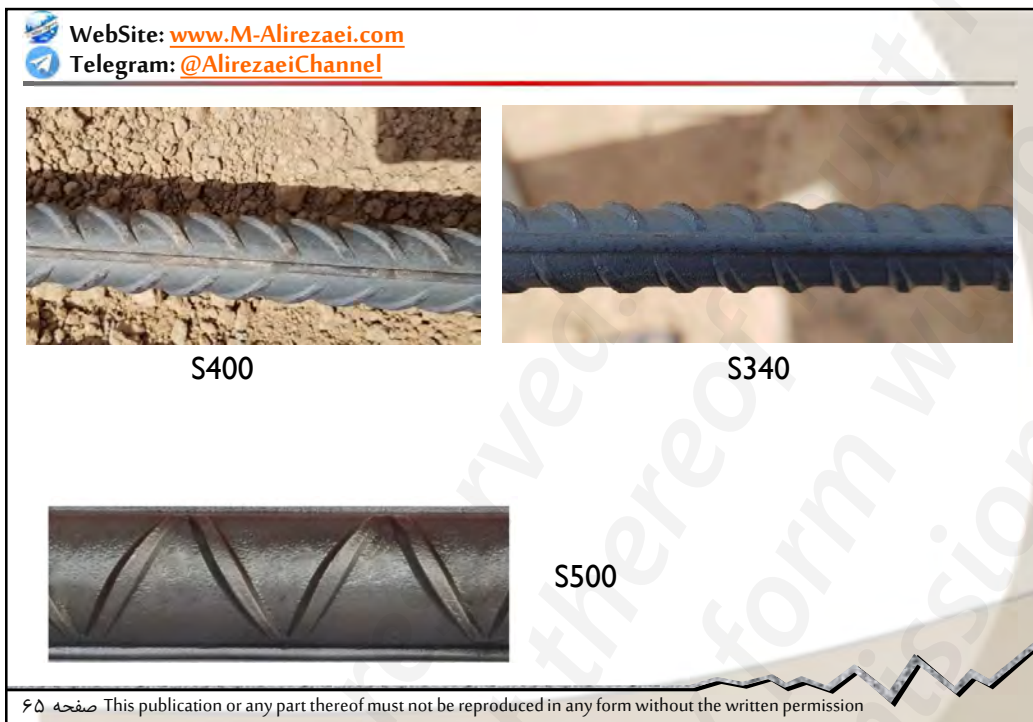 WebSite: www.M-Alirezaei.com
Telegram: @AlirezaeiChannel
S400
S340
S500
صفحه ۶۵ This publication or any part thereof must not be reproduced in any form without the written permission